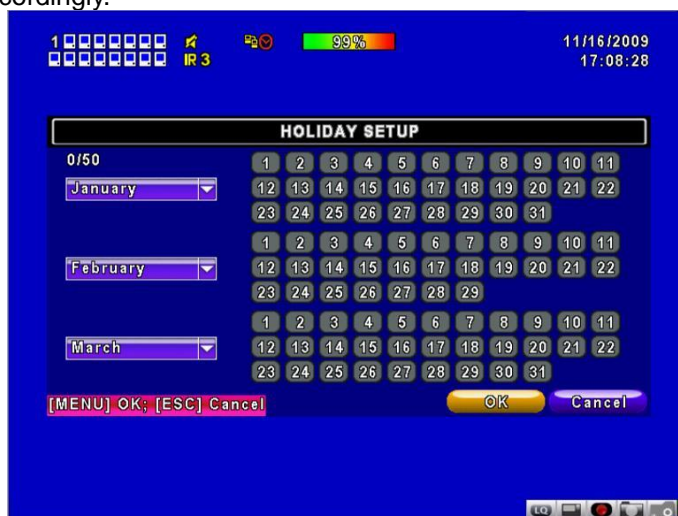 cordingly.
1 IR 3 99% 11/16/2009
17:08:28
HOLIDAY SETUP
0/50
January
1 2 3 4 5 6 7 8 9 10 11
12 13 14 15 16 17 18 19 20 21 22
23 24 25 26 27 28 29 30 31
February
1 2 3 4 5 6 7 8 9 10 11
12 13 14 15 16 17 18 19 20 21 22
23 24 25 26 27 28 29
March
1 2 3 4 5 6 7 8 9 10 11
12 13 14 15 16 17 18 19 20 21 22
23 24 25 26 27 28 29 30 31
[MENU] OK; [ESC] Cancel
OK Cancel
LQ